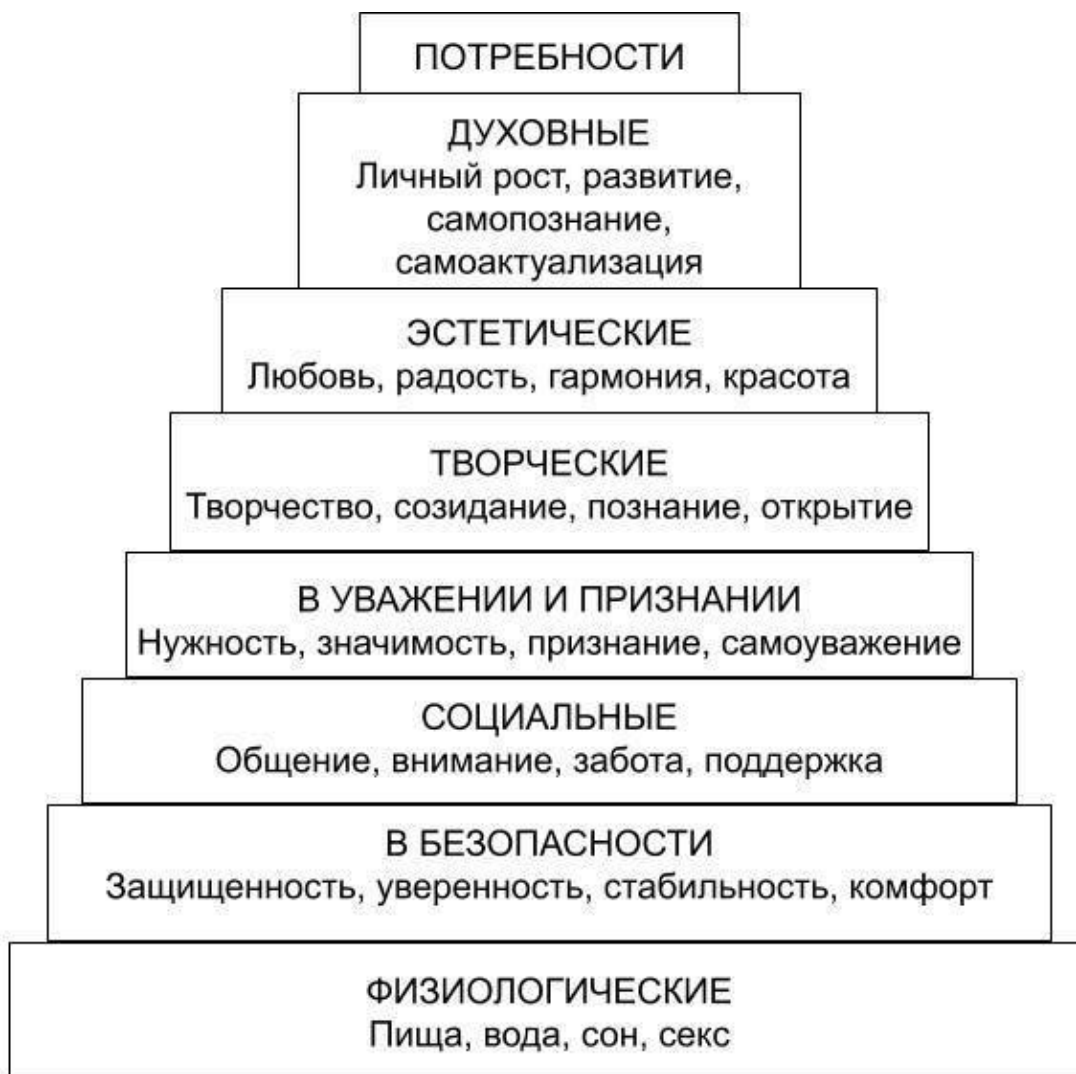 ПОТРЕБНОСТИ
ДУХОВНЫЕ
Личный рост, развитие,
самопознание,
самоактуализация
ЭСТЕТИЧЕСКИЕ
Любовь, радость, гармония, красота
ТВОРЧЕСКИЕ
Творчество, созидание, познание, открытие
В УВАЖЕНИИ И ПРИЗНАНИИ
Нужность, значимость, признание, самоуважение
СОЦИАЛЬНЫЕ
Общение, внимание, забота, поддержка
В БЕЗОПАСНОСТИ
Защищенность, уверенность, стабильность, комфорт
ФИЗИОЛОГИЧЕСКИЕ
Пища, вода, сон, секс